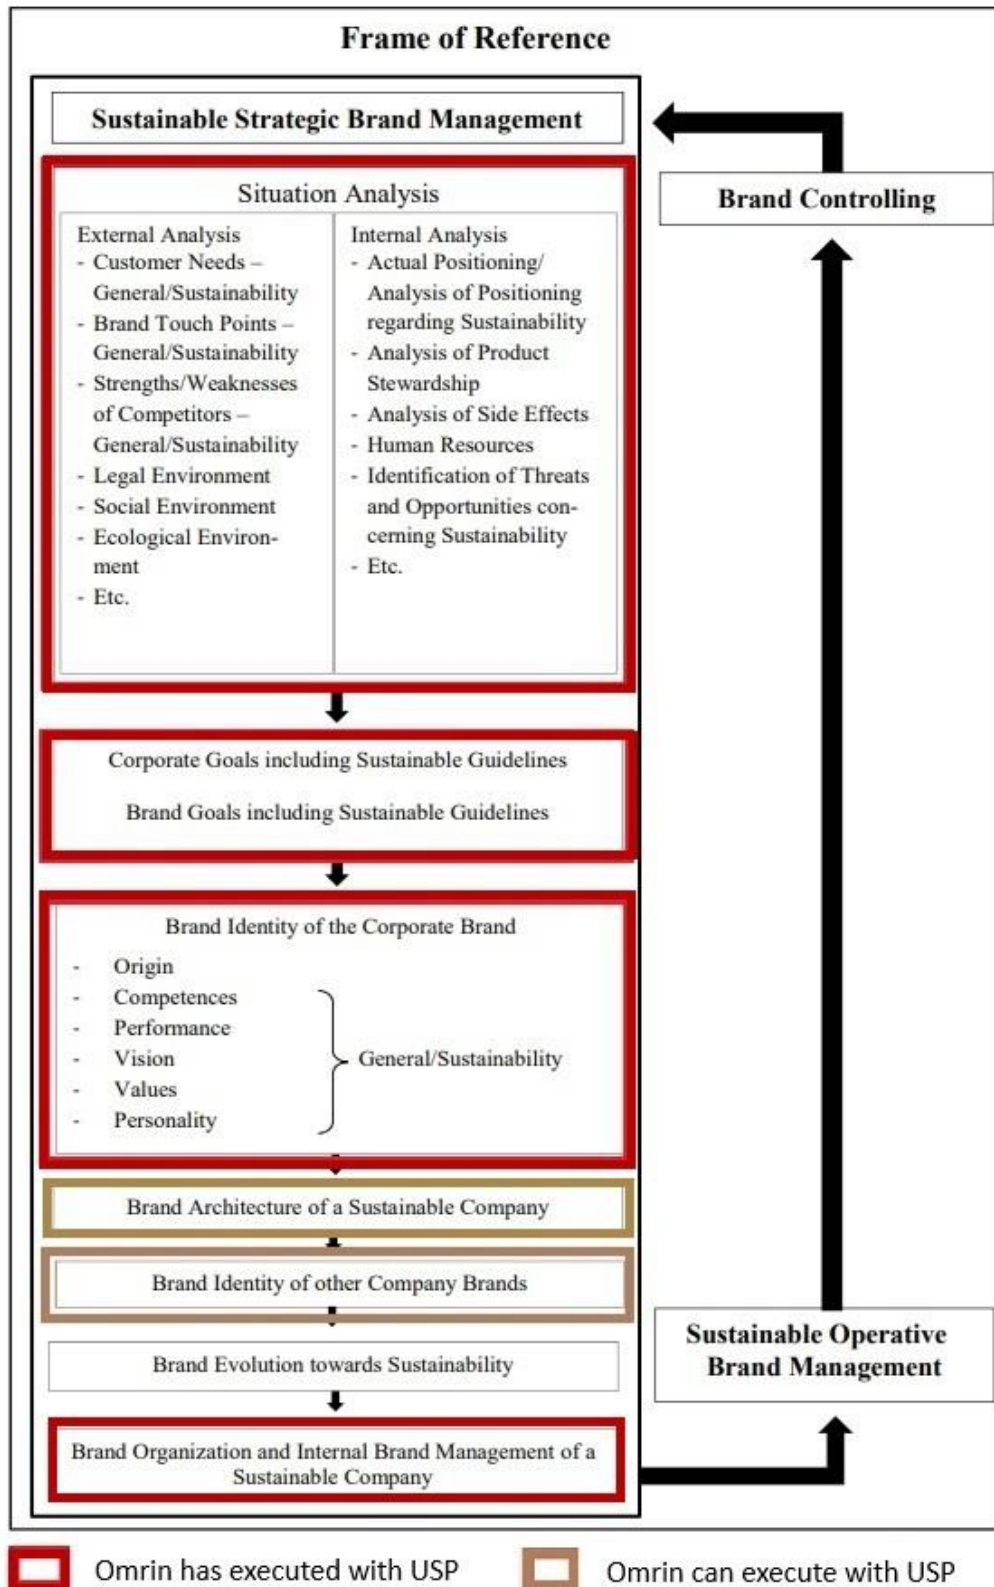 Frame of Reference
Sustainable Strategic Brand Management
Situation Analysis
External Analysis
- Customer Needs –
General/Sustainability
- Brand Touch Points –
General/Sustainability
- Strengths/Weaknesses
of Competitors –
General/Sustainability
- Legal Environment
- Social Environment
- Ecological Environ-
ment
- Etc.
Internal Analysis
- Actual Positioning/
Analysis of Positioning
regarding Sustainability
- Analysis of Product
Stewardship
- Analysis of Side Effects
- Human Resources
- Identification of Threats
and Opportunities con-
cerning Sustainability
- Etc.
Corporate Goals including Sustainable Guidelines
Brand Goals including Sustainable Guidelines
Brand Identity of the Corporate Brand
- Origin
- Competences
- Performance
- Vision
- Values
- Personality
General/Sustainability
Brand Architecture of a Sustainable Company
Brand Identity of other Company Brands
Brand Evolution towards Sustainability
Brand Organization and Internal Brand Management of a
Sustainable Company
Brand Controlling
Sustainable Operative
Brand Management
Omrin has executed with USP
Omrin can execute with USP